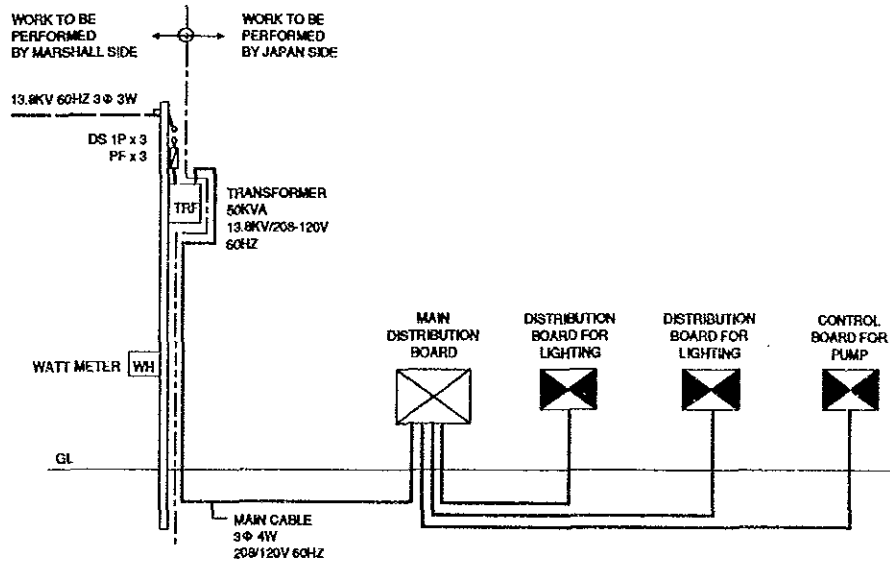 WORK TO BE
PERFORMED
BY MARSHALL SIDE
WORK TO BE
PERFORMED
BY JAPAN SIDE
13.8KV 60HZ 3Φ 3W
DS 1P x 3
PF x 3
TRF
TRANSFORMER
50KVA
13.8KV/208-120V
60HZ
WATT METER
WH
MAIN
DISTRIBUTION
BOARD
DISTRIBUTION
BOARD FOR
LIGHTING
DISTRIBUTION
BOARD FOR
LIGHTING
CONTROL
BOARD FOR
PUMP
GL
MAIN CABLE
3Φ 4W
208/120V 60HZ